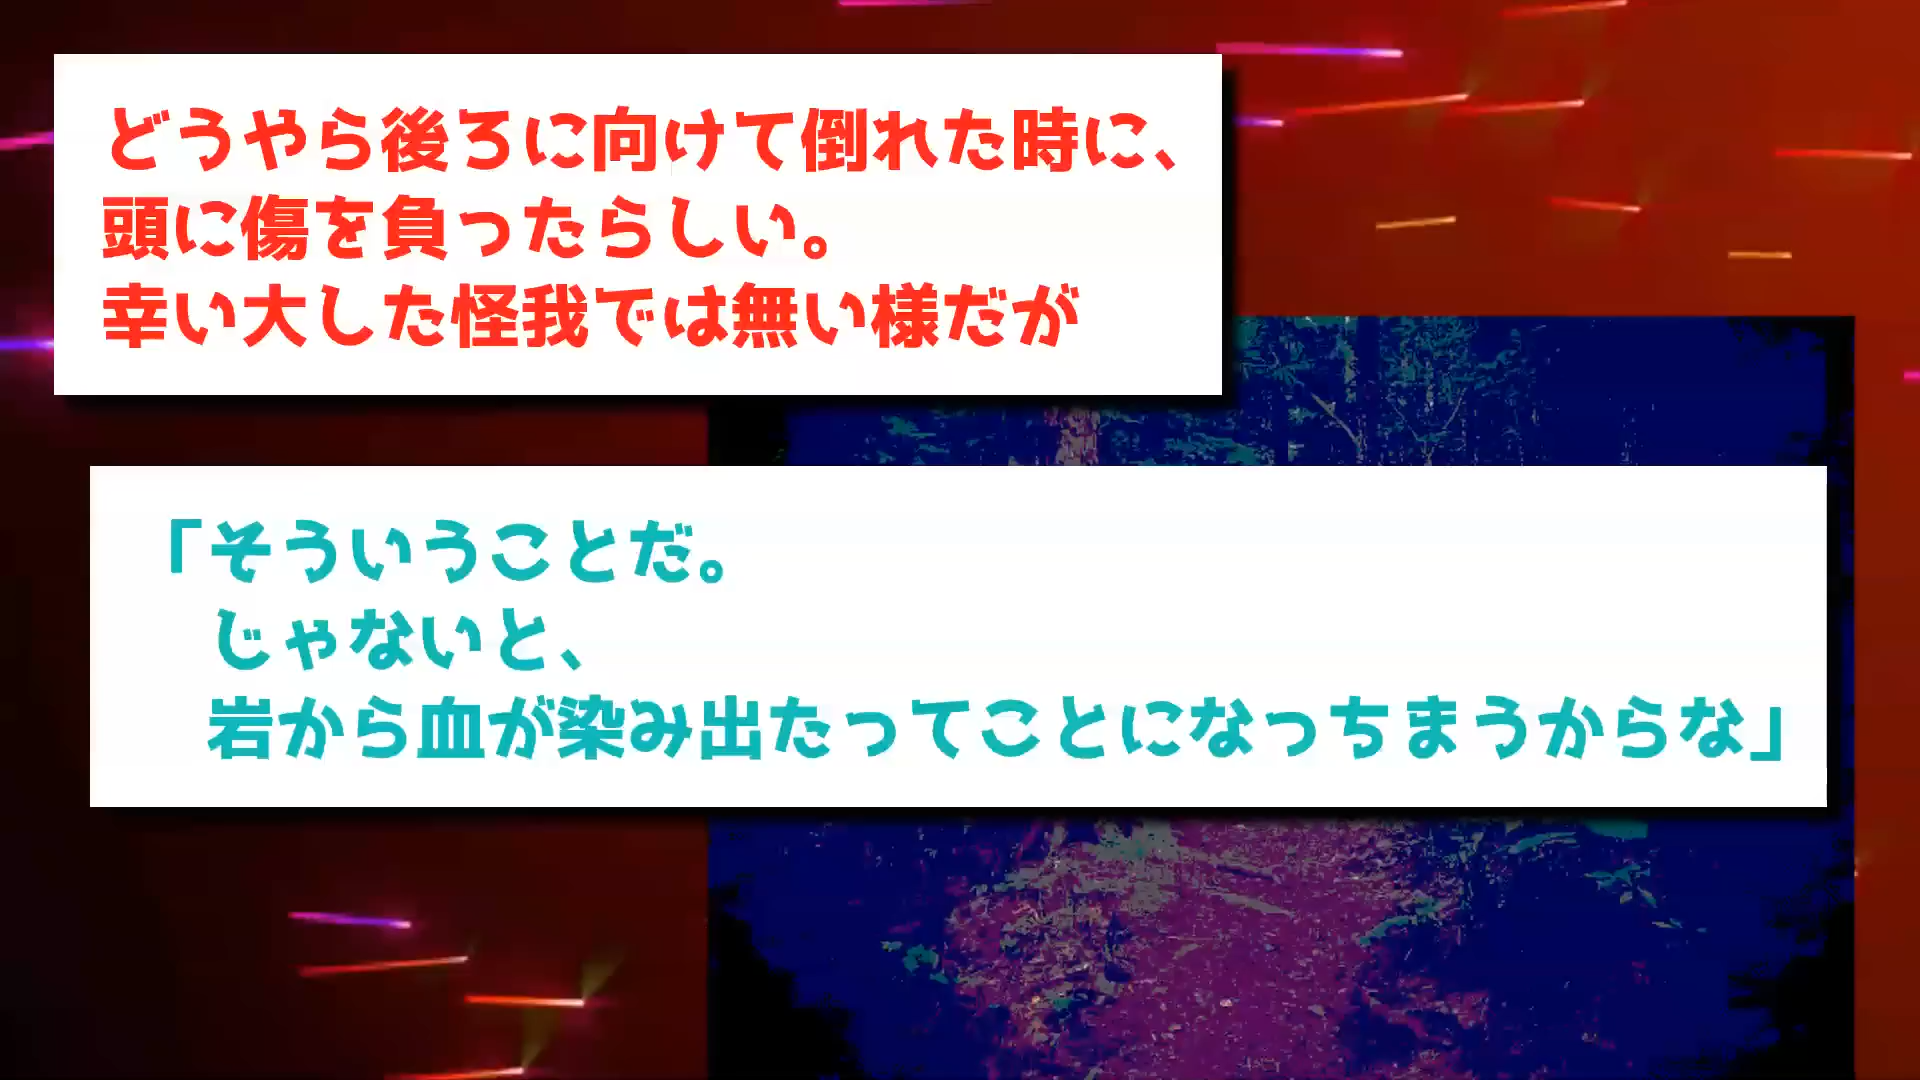 どうやら後ろに向けて倒れた時に、
頭に傷を負ったらしい。
幸い大した怪我では無い様だが
「そういうことだ。
じゃないと、
岩から血が染み出たってことになっちまうからな」